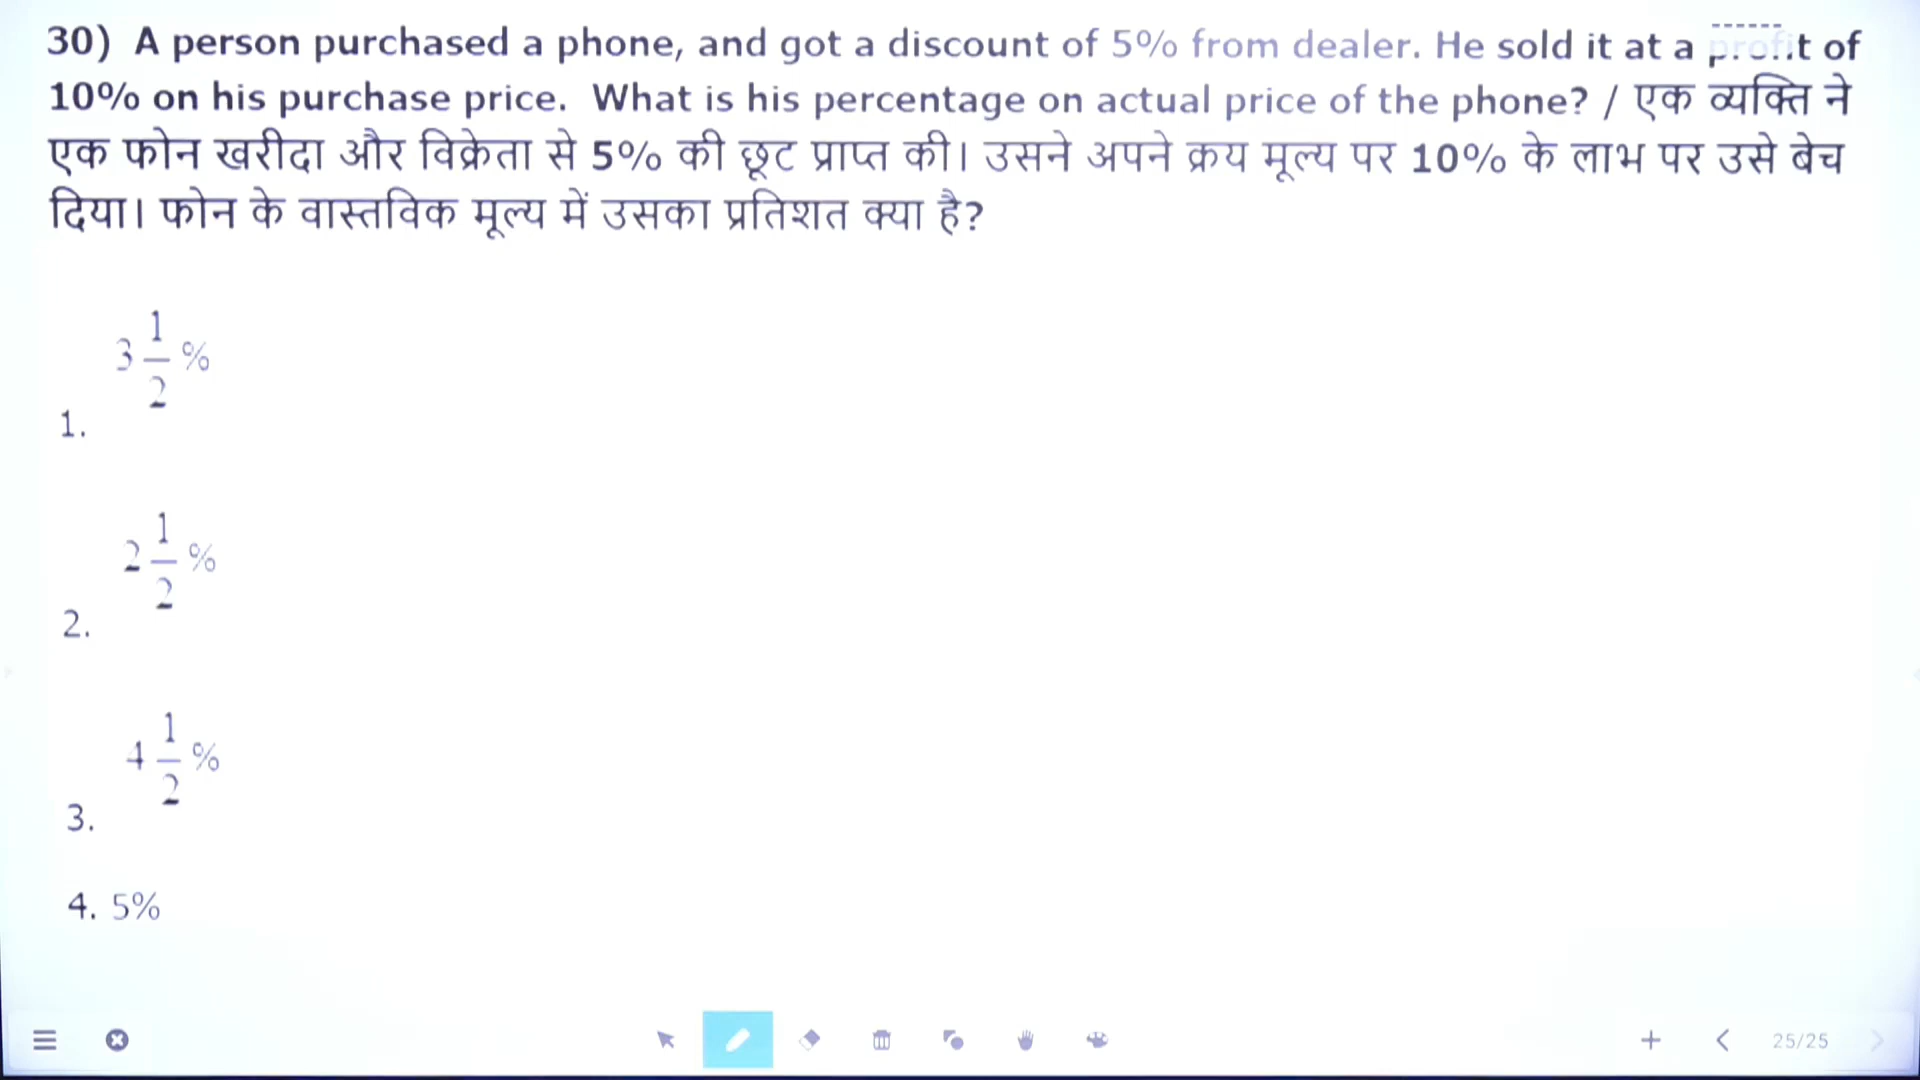 30) A person purchased a phone, and got a discount of 5% from dealer. He sold it at a profit of
10% on his purchase price. What is his percentage on actual price of the phone? / एक व्यक्ति ने
एक फोन खरीदा और विक्रेता से 5% की छूट प्राप्त की। उसने अपने क्रय मूल्य पर 10% के लाभ पर उसे बेच
दिया। फोन के वास्तविक मूल्य में उसका प्रतिशत क्या है?
1. 3 1/2 %
2. 2 1/2 %
3. 4 1/2 %
4. 5%
25/25